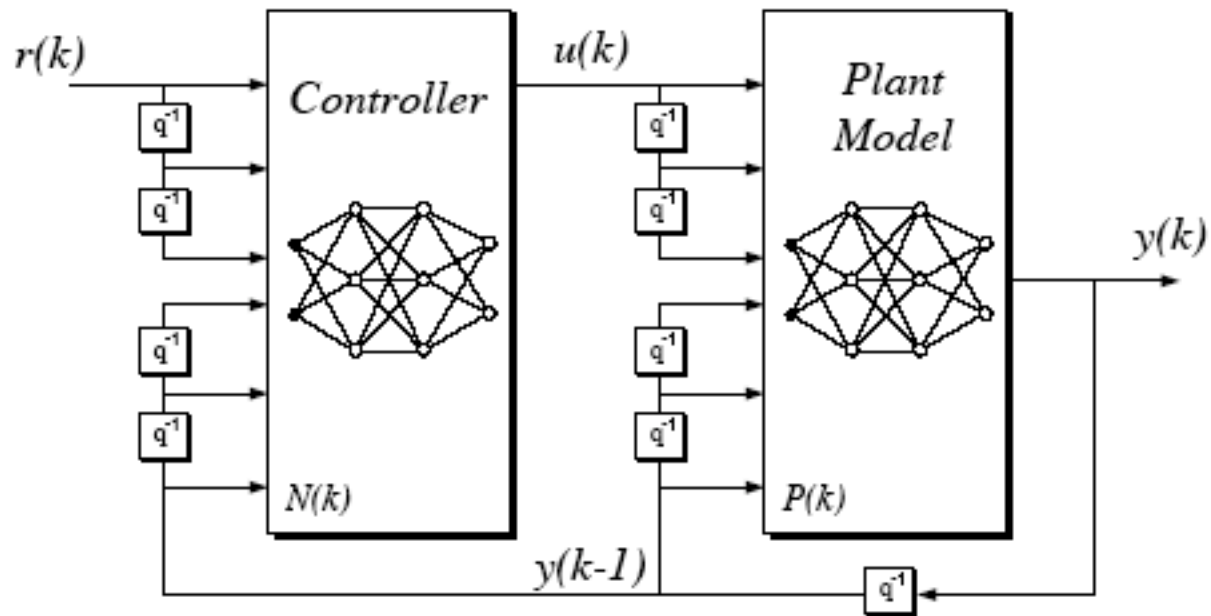 r(k)
Controller
u(k)
Plant
Model
y(k)
q⁻¹
q⁻¹
q⁻¹
q⁻¹
q⁻¹
q⁻¹
q⁻¹
q⁻¹
N(k)
P(k)
y(k-1)
q⁻¹